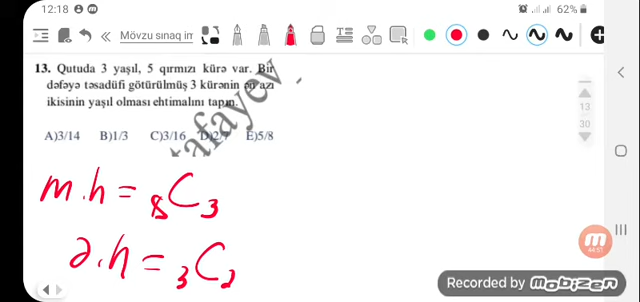 12:18
62%
Mövzu sınaq im
13. Qutuda 3 yaşıl, 5 qırmızı kürə var. Bir
dəfəyə təsadüfi götürülmüş 3 kürənin ən azı
ikisinin yaşıl olması ehtimalını tapın.
A)3/14 B)1/3 C)3/16 D)2/7 E)5/8
tafayev
13
30
m.h = ₈C₃
ə.h = ₃C₂
Recorded by mobizen